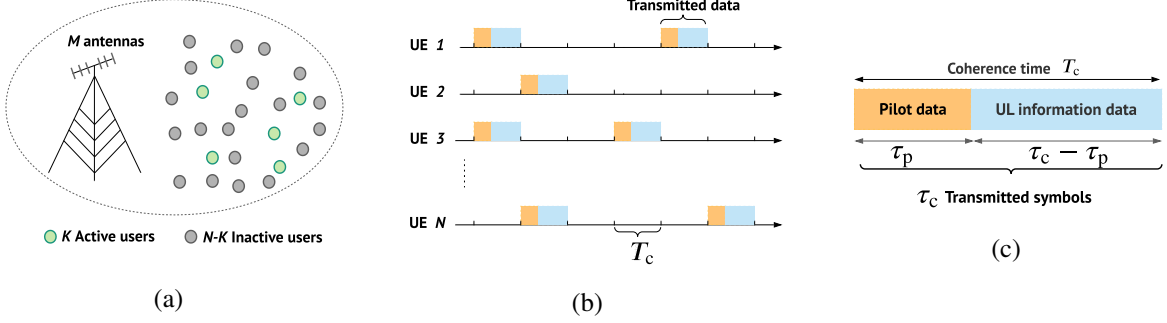 M antennas
K Active users
N-K Inactive users
(a)
Transmitted data
UE 1
UE 2
UE 3
UE N
T_c
(b)
Coherence time T_c
Pilot data UL information data
τ_p τ_c − τ_p
τ_c Transmitted symbols
(c)